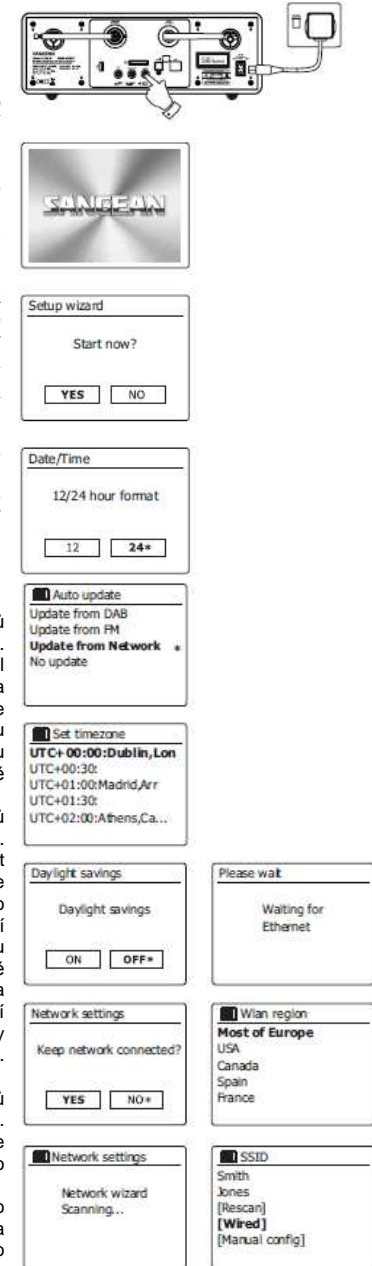 SANGEAN
Setup wizard
Start now?
YES NO
Date/Time
12/24 hour format
12 24*
Auto update
Update from DAB
Update from FM
Update from Network *
No update
Set timezone
UTC+00:00:Dublin,Lon
UTC+00:30:
UTC+01:00:Madrid,Arr
UTC+01:30:
UTC+02:00:Athens,Ca...
Daylight savings
Daylight savings
ON OFF*
Please wait
Waiting for
Ethernet
Network settings
Keep network connected?
YES NO*
Wlan region
Most of Europe
USA
Canada
Spain
France
Network settings
Network wizard
Scanning...
SSID
Smith
Jones
[Rescan]
[Wired]
[Manual config]